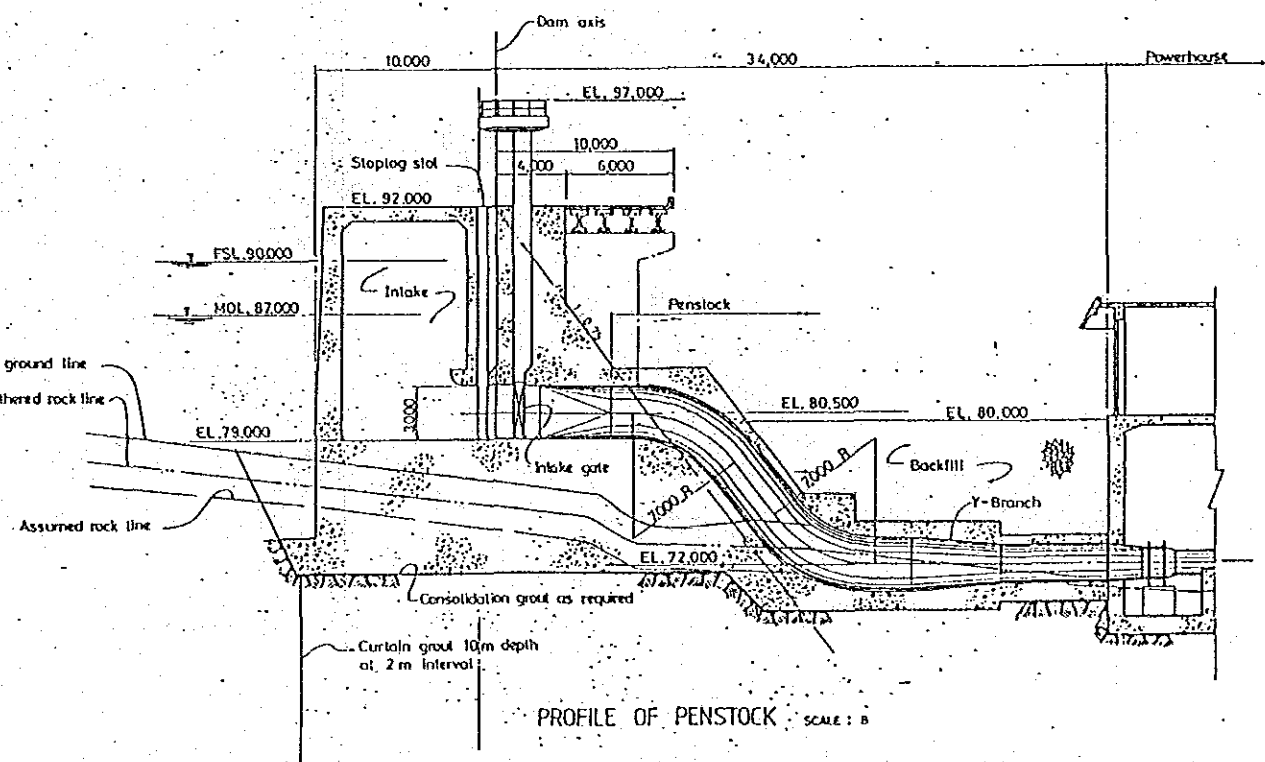 Dam axis
10,000
34,000
Powerhouse
EL, 97,000
10,000
Stoplog slot
4,000
6,000
EL. 92,000
FSL, 90,000
Intake
MOL, 87,000
Penstock
ground line
thered rock line
3,000
EL, 80,500
EL, 80,000
EL, 79,000
Intake gate
7,000 R
7,000 R
Backfill
Assumed rock line
Y-Branch
EL, 72,000
Consolidation grout as required
Curtain grout 10 m depth
at, 2 m Interval
PROFILE OF PENSTOCK SCALE : B